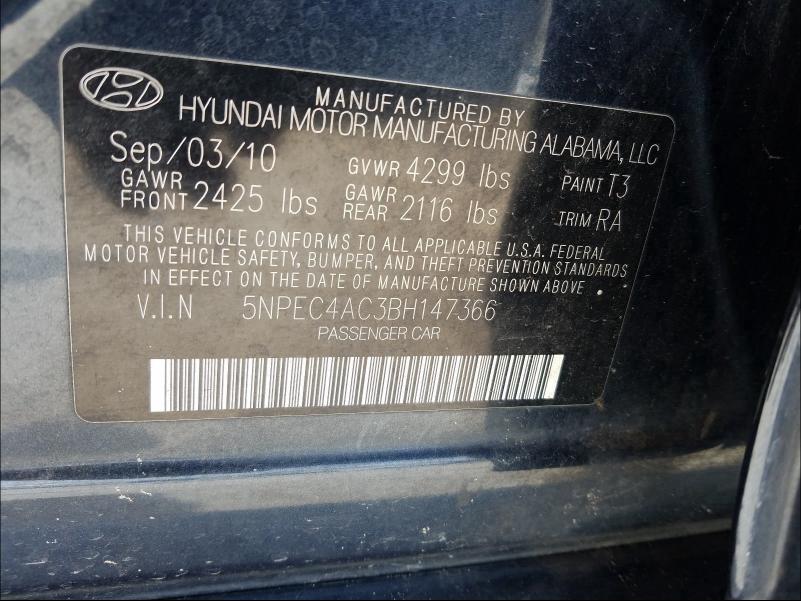 MANUFACTURED BY
HYUNDAI MOTOR MANUFACTURING ALABAMA, LLC
Sep/03/10 GVWR 4299 lbs PAINT T3
GAWR FRONT 2425 lbs GAWR REAR 2116 lbs TRIM RA
THIS VEHICLE CONFORMS TO ALL APPLICABLE U.S.A. FEDERAL
MOTOR VEHICLE SAFETY, BUMPER, AND THEFT PREVENTION STANDARDS
IN EFFECT ON THE DATE OF MANUFACTURE SHOWN ABOVE.
V.I.N 5NPEC4AC3BH147366
PASSENGER CAR